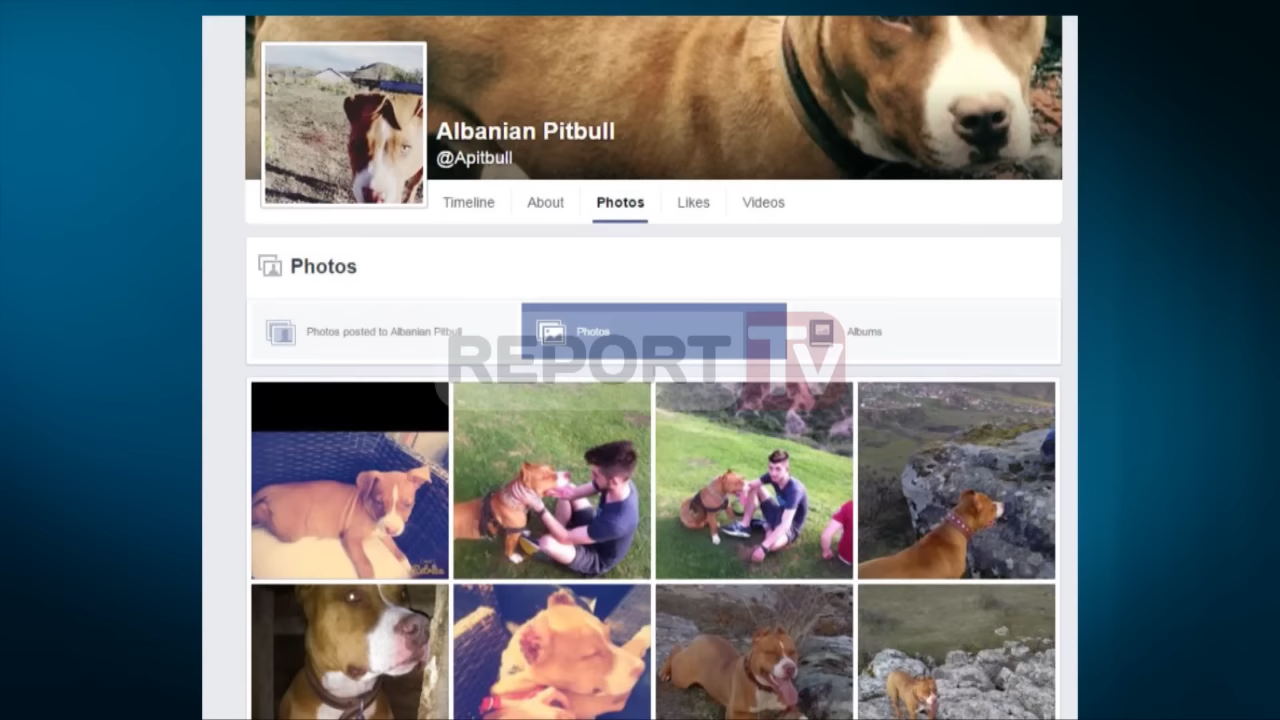 Albanian Pitbull
@Apitbull
Timeline About Photos Likes Videos
Photos
Photos posted to Albanian Pitbull Photos Albums
REPORT TV